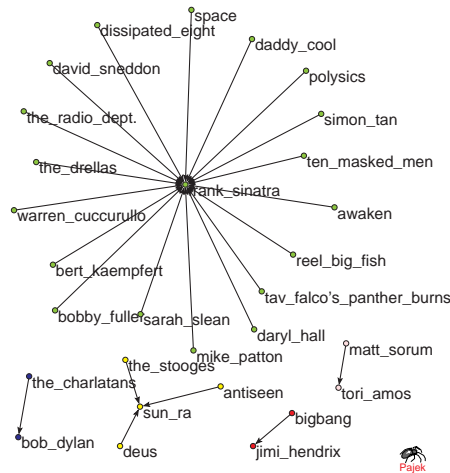 space
dissipated_eight
daddy_cool
david_sneddon
polysics
the_radio_dept.
simon_tan
the_drellas
ten_masked_men
rank_sinatra
warren_cuccurullo
awaken
reel_big_fish
bert_kaempfert
tav_falco's_panther_burns
bobby_fuller
sarah_slean
daryl_hall
mike_patton
matt_sorum
the_stooges
the_charlatans
antiseen
tori_amos
sun_ra
bigbang
bob_dylan
deus
jimi_hendrix
Pajek